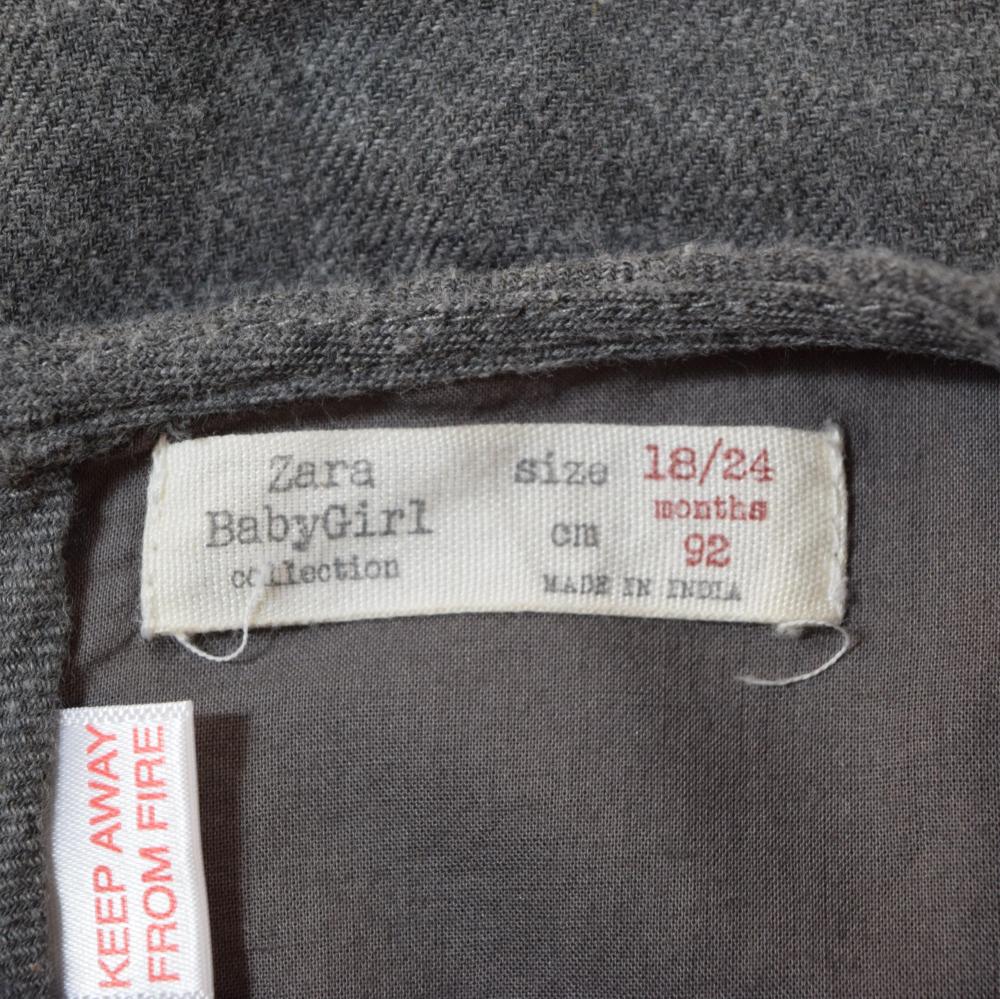 Zara
BabyGirl
collection
size 18/24
months
cm 92
MADE IN INDIA
KEEP AWAY
FROM FIRE